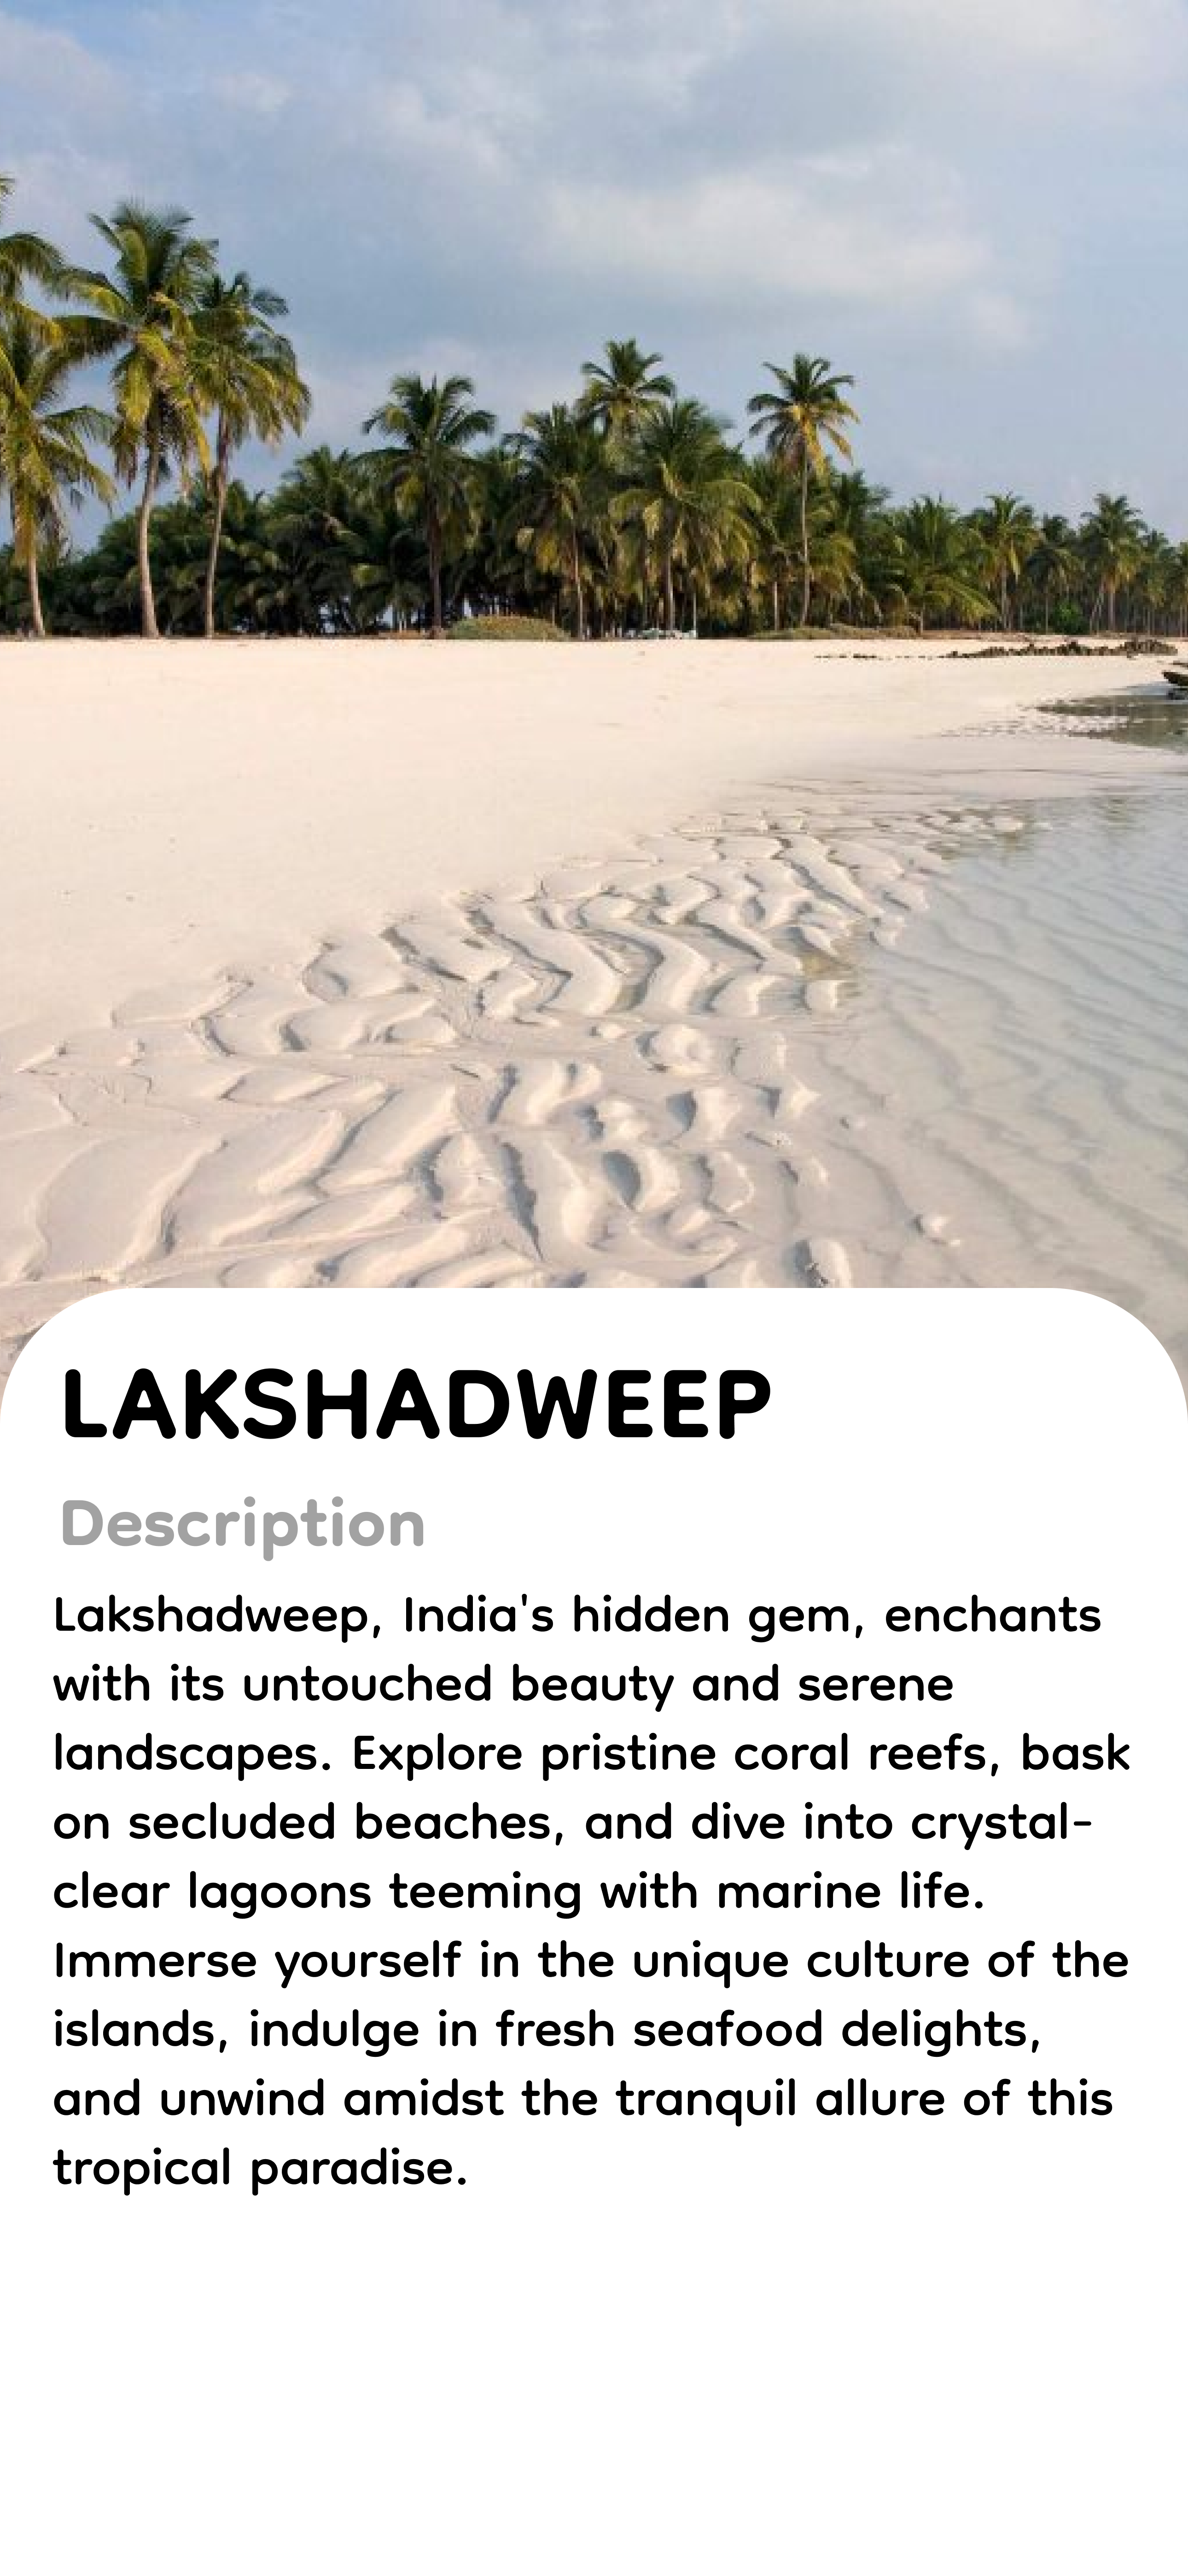 LAKSHADWEEP
Description
Lakshadweep, India's hidden gem, enchants
with its untouched beauty and serene
landscapes. Explore pristine coral reefs, bask
on secluded beaches, and dive into crystal-
clear lagoons teeming with marine life.
Immerse yourself in the unique culture of the
islands, indulge in fresh seafood delights,
and unwind amidst the tranquil allure of this
tropical paradise.